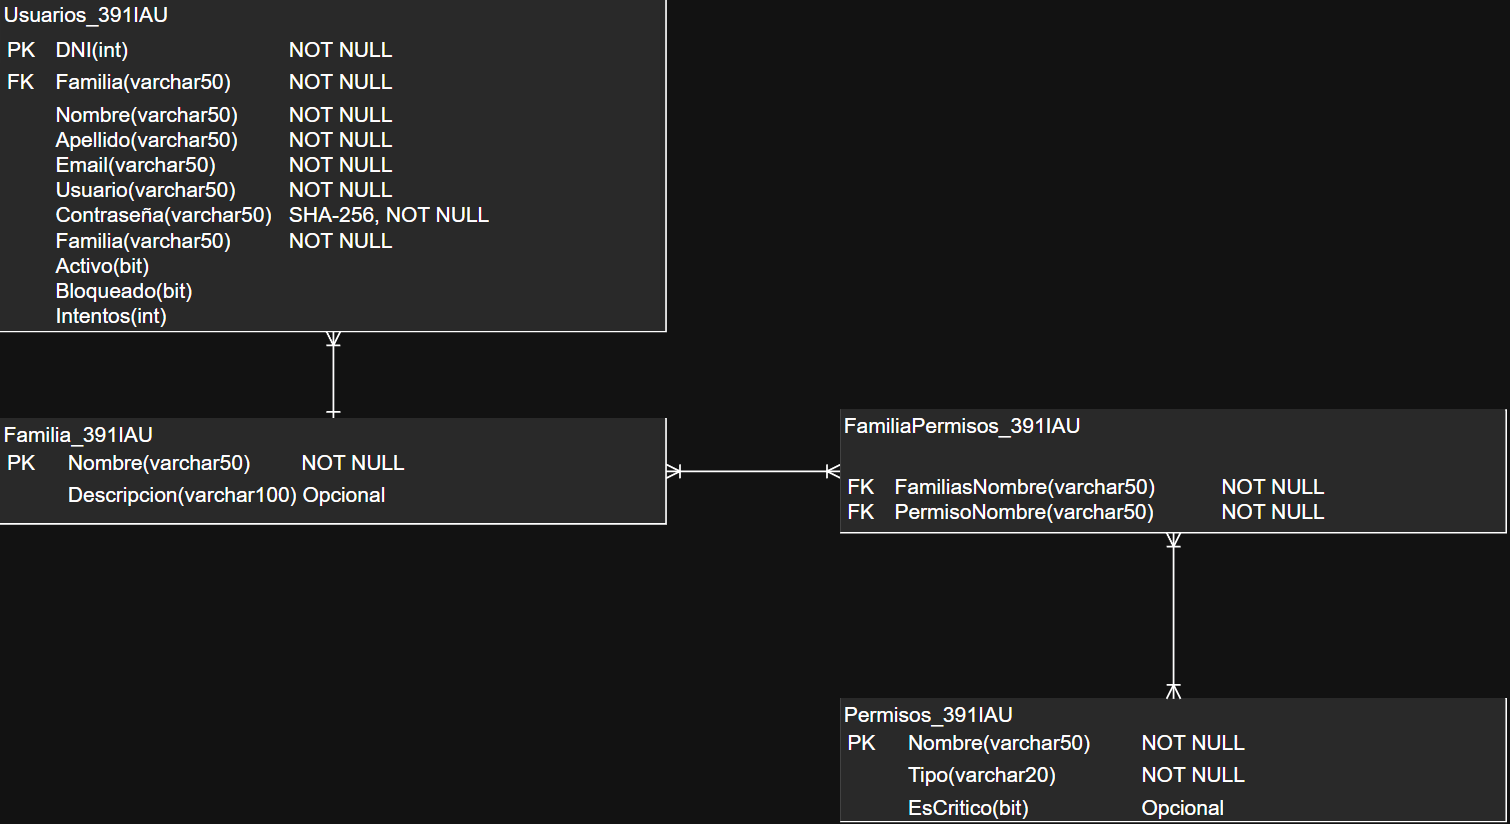 Usuarios_391IAU
PK DNI(int) NOT NULL
FK Familia(varchar50) NOT NULL
Nombre(varchar50) NOT NULL
Apellido(varchar50) NOT NULL
Email(varchar50) NOT NULL
Usuario(varchar50) NOT NULL
Contraseña(varchar50) SHA-256, NOT NULL
Familia(varchar50) NOT NULL
Activo(bit)
Bloqueado(bit)
Intentos(int)
Familia_391IAU
PK Nombre(varchar50) NOT NULL
Descripcion(varchar100) Opcional
FamiliaPermisos_391IAU
FK FamiliasNombre(varchar50) NOT NULL
FK PermisoNombre(varchar50) NOT NULL
Permisos_391IAU
PK Nombre(varchar50) NOT NULL
Tipo(varchar20) NOT NULL
EsCritico(bit) Opcional